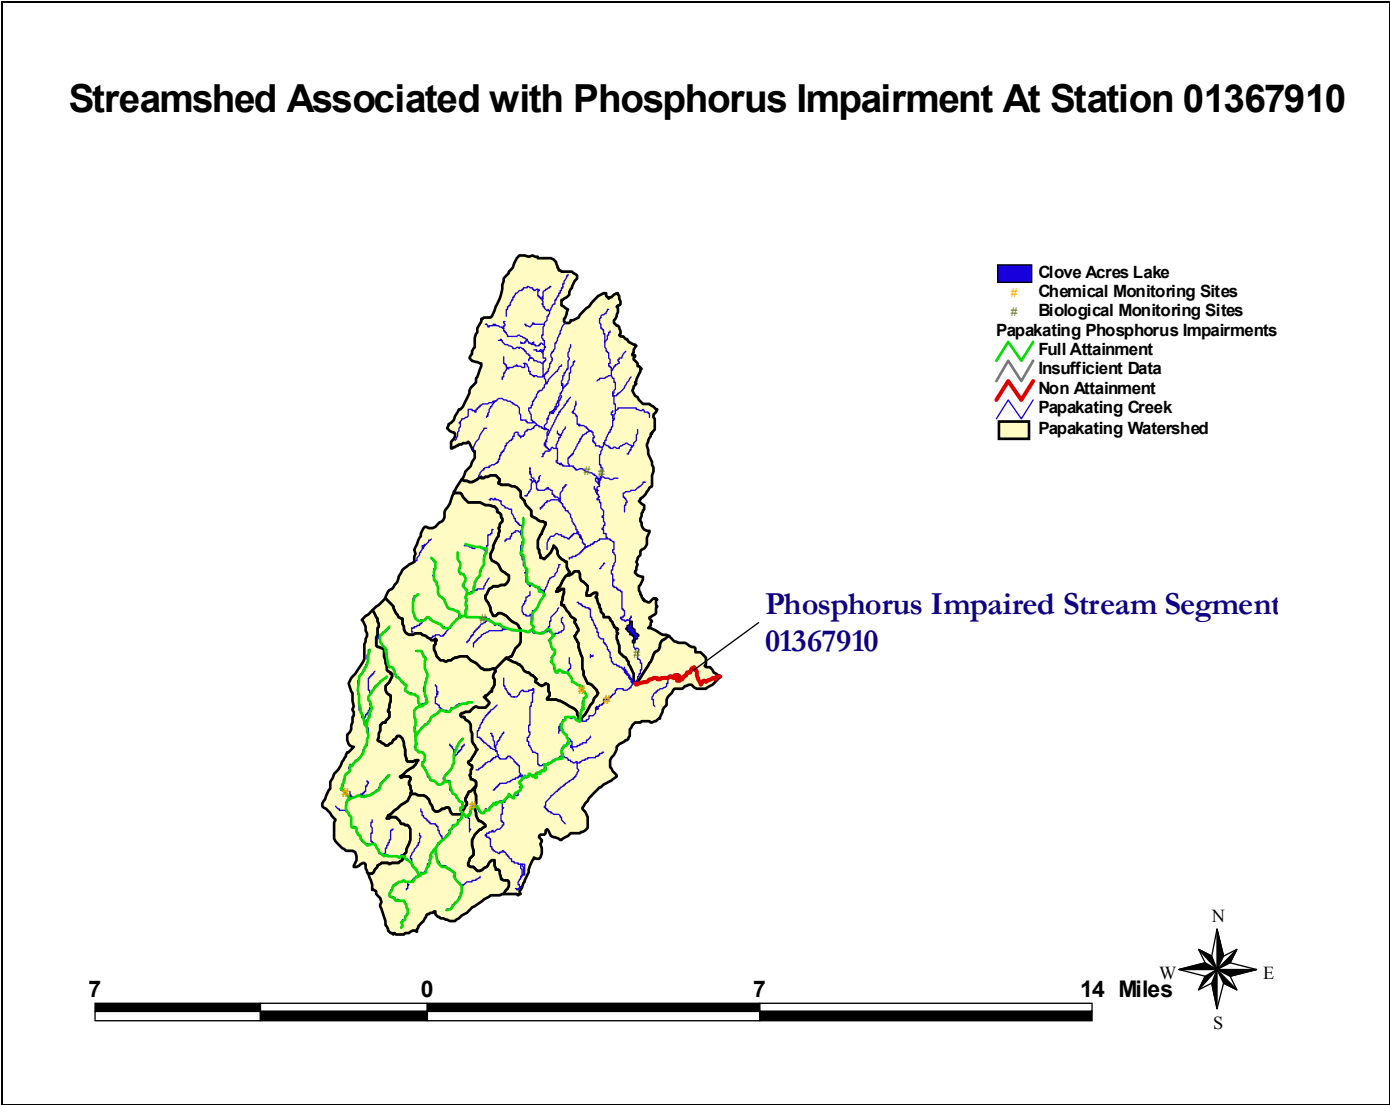 Streamshed Associated with Phosphorus Impairment At Station 01367910
Clove Acres Lake
# Chemical Monitoring Sites
# Biological Monitoring Sites
Papakating Phosphorus Impairments
Full Attainment
Insufficient Data
Non Attainment
Papakating Creek
Papakating Watershed
Phosphorus Impaired Stream Segment
01367910
N
W E
S
7 0 7 14 Miles